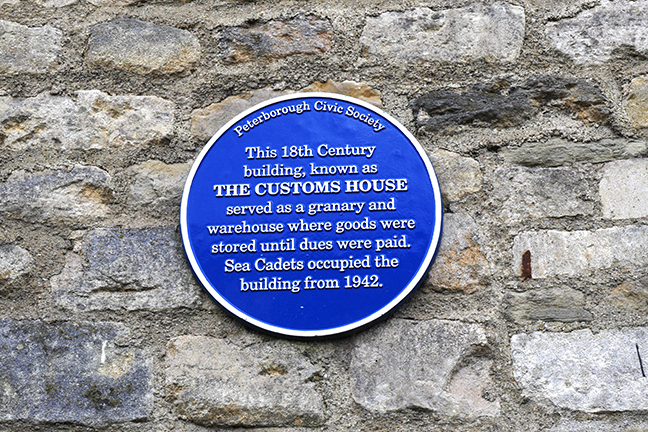 Peterborough Civic Society
This 18th Century
building, known as
THE CUSTOMS HOUSE
served as a granary and
warehouse where goods were
stored until dues were paid.
Sea Cadets occupied the
building from 1942.